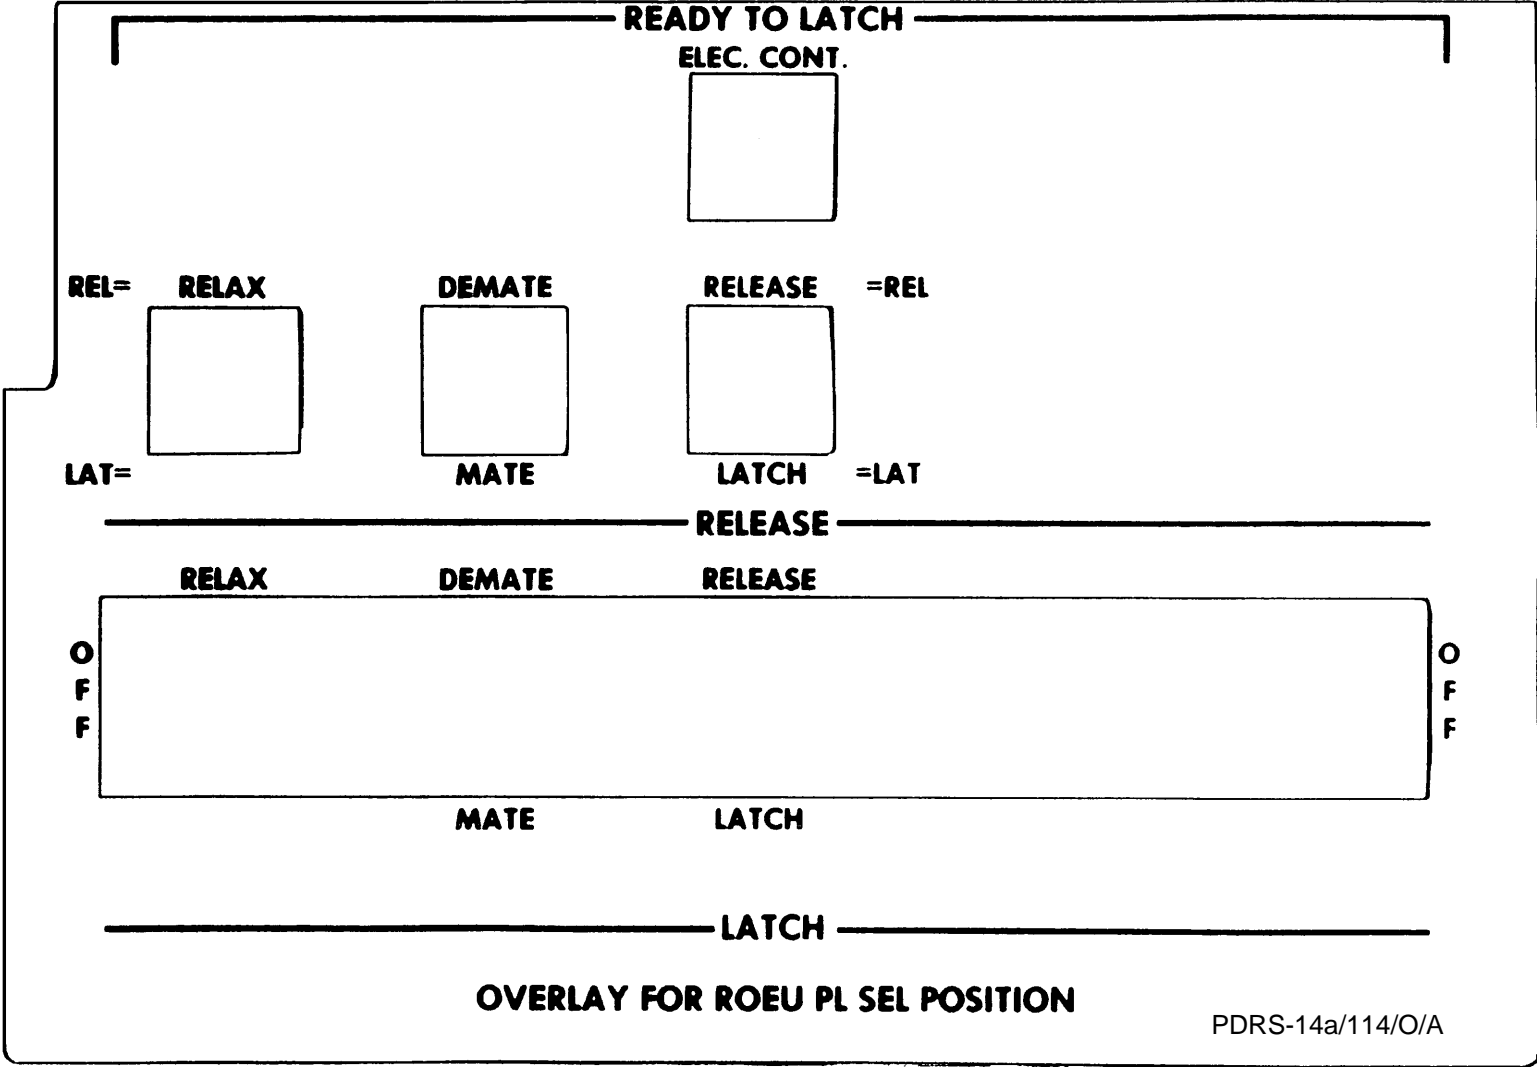 READY TO LATCH
ELEC. CONT.
REL= RELAX DEMATE RELEASE =REL
LAT= MATE LATCH =LAT
RELEASE
RELAX DEMATE RELEASE
O O
F F
F F
MATE LATCH
LATCH
OVERLAY FOR ROEU PL SEL POSITION
PDRS-14a/114/O/A